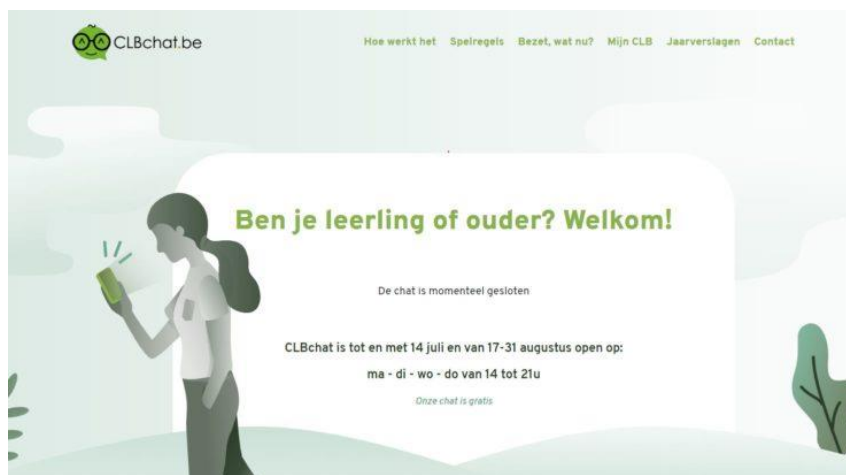 CLBchat.be
Hoe werkt het Spelregels Bezet, wat nu? Mijn CLB Jaarverslagen Contact
Ben je leerling of ouder? Welkom!
De chat is momenteel gesloten
CLBchat is tot en met 14 juli en van 17-31 augustus open op:
ma - di - wo - do van 14 tot 21u
Onze chat is gratis